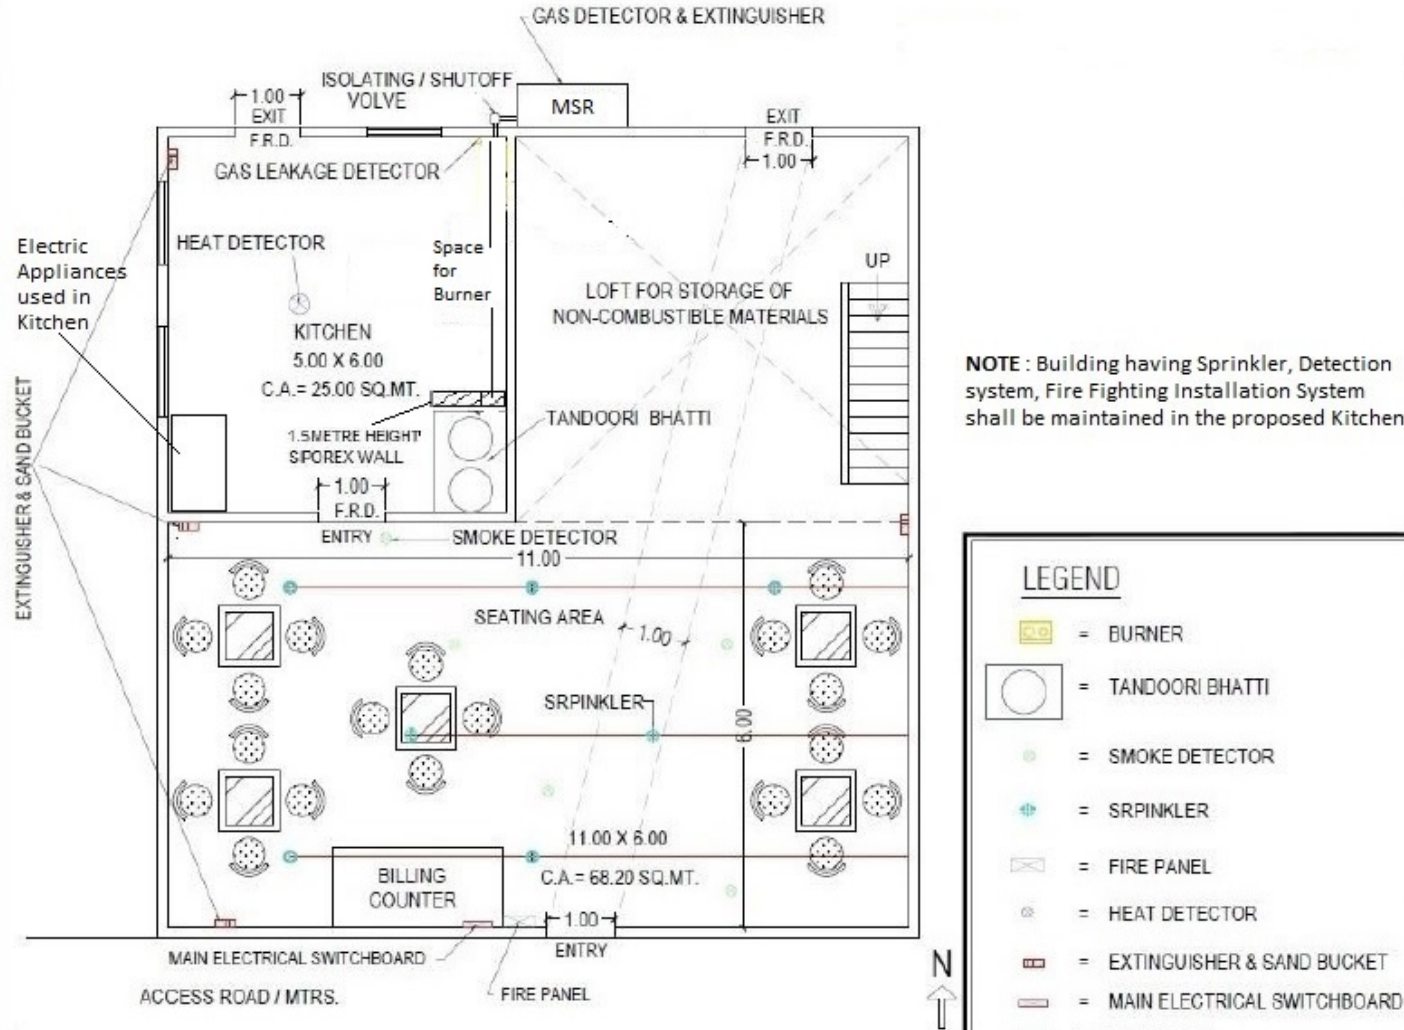 GAS DETECTOR & EXTINGUISHER
ISOLATING / SHUTOFF
VOLVE
MSR
1.00
EXIT
F.R.D.
EXIT
F.R.D.
1.00
GAS LEAKAGE DETECTOR
Electric
Appliances
used in
Kitchen
HEAT DETECTOR
Space
for
Burner
UP
LOFT FOR STORAGE OF
NON-COMBUSTIBLE MATERIALS
KITCHEN
5.00 X 6.00
C.A.= 25.00 SQ.MT.
NOTE : Building having Sprinkler, Detection
system, Fire Fighting Installation System
shall be maintained in the proposed Kitchen
EXTINGUISHER & SAND BUCKET
1.5METRE HEIGHT
SIPOREX WALL
TANDOORI BHATTI
1.00
F.R.D.
ENTRY
SMOKE DETECTOR
11.00
SEATING AREA
1.00
SRPINKLER
6.00
11.00 X 6.00
C.A.= 68.20 SQ.MT.
BILLING
COUNTER
1.00
ENTRY
MAIN ELECTRICAL SWITCHBOARD
ACCESS ROAD / MTRS.
FIRE PANEL
N
LEGEND
= BURNER
= TANDOORI BHATTI
= SMOKE DETECTOR
= SRPINKLER
= FIRE PANEL
= HEAT DETECTOR
= EXTINGUISHER & SAND BUCKET
= MAIN ELECTRICAL SWITCHBOARD